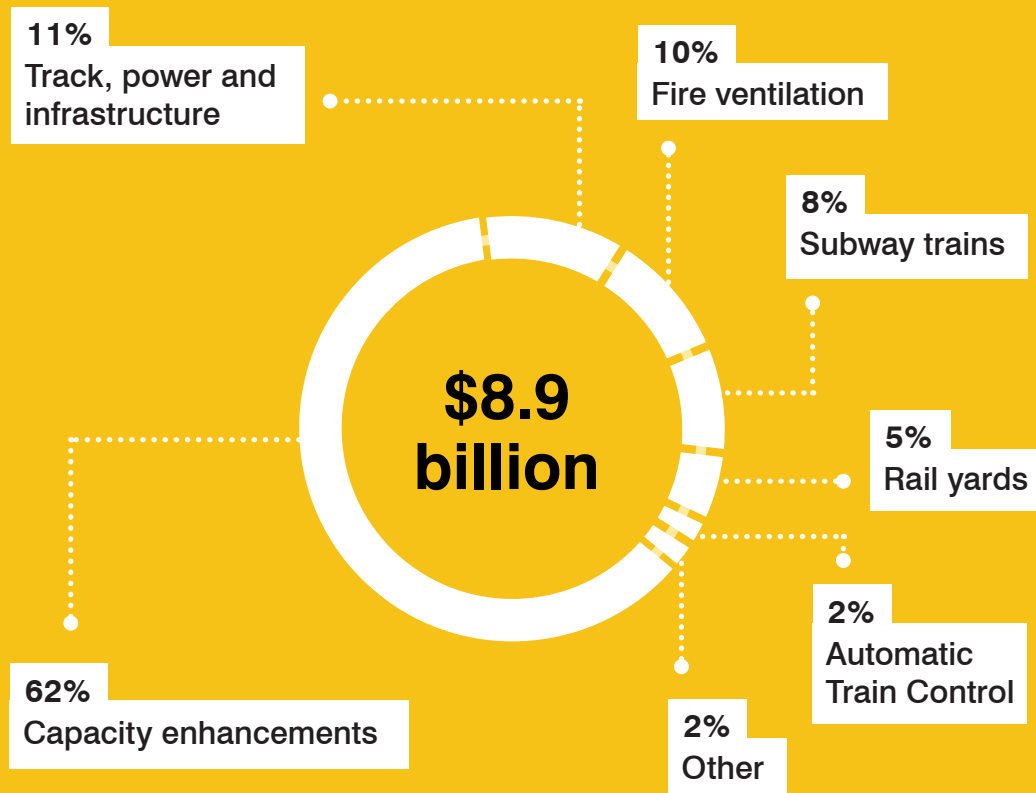 11%
Track, power and
infrastructure
10%
Fire ventilation
8%
Subway trains
$8.9
billion
5%
Rail yards
2%
Automatic
Train Control
62%
Capacity enhancements
2%
Other